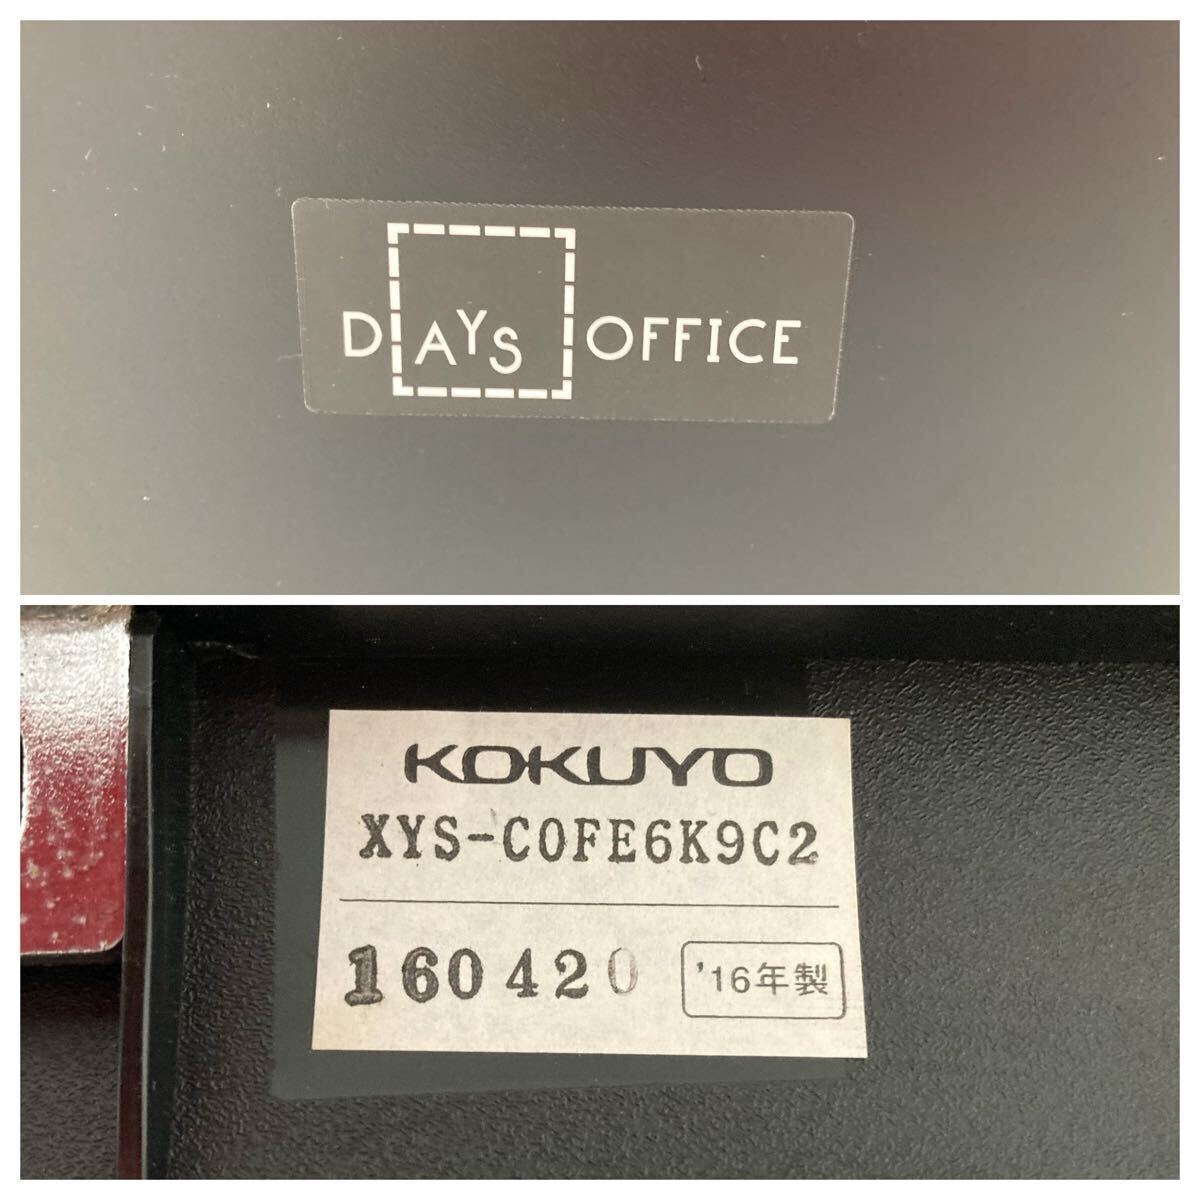 DAYS OFFICE
KOKUYO
XYS-C0FE6K9C2
160420
'16年製